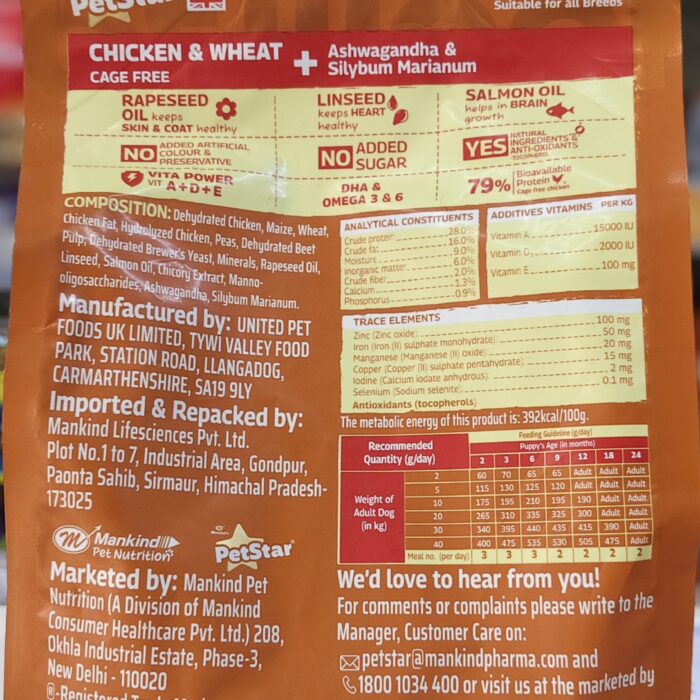 PetStar
Suitable for all Breeds
CHICKEN & WHEAT
CAGE FREE
+
Ashwagandha &
Silybum Marianum
RAPESEED
OIL keeps
SKIN & COAT healthy
LINSEED
keeps HEART
healthy
SALMON OIL
helps in BRAIN
growth
NO ADDED ARTIFICIAL
COLOUR &
PRESERVATIVE
NO ADDED
SUGAR
YES NATURAL
INGREDIENTS &
ANTI-OXIDANTS
-TOCOPHEROL
VITA POWER
VIT A+D+E
DHA &
OMEGA 3 & 6
79% Bioavailable
Protein
Cage free chicken
COMPOSITION: Dehydrated Chicken, Maize, Wheat,
Chicken Fat, Hydrolyzed Chicken, Peas, Dehydrated Beet
Pulp, Dehydrated Brewer's Yeast, Minerals, Rapeseed Oil,
Linseed, Salmon Oil, Chicory Extract, Manno-
oligosaccharides, Ashwagandha, Silybum Marianum.
ANALYTICAL CONSTITUENTS
Crude protein 28.0%
Crude fat 16.0%
Moisture 9.0%
Inorganic matter 6.0%
Crude fiber 2.0%
Calcium 1.3%
Phosphorus 0.9%
ADDITIVES VITAMINS PER KG
Vitamin A 15000 IU
Vitamin D3 2000 IU
Vitamin E 100 mg
TRACE ELEMENTS
Zinc (Zinc oxide) 100 mg
Iron (Iron (II) sulphate monohydrate) 50 mg
Manganese (Manganese (II) oxide) 20 mg
Copper (Copper (II) sulphate pentahydrate) 15 mg
Iodine (Calcium iodate anhydrous) 2 mg
Selenium (Sodium selenite) 0.1 mg
Antioxidants (tocopherols)
The metabolic energy of this product is: 392kcal/100g.
Manufactured by: UNITED PET
FOODS UK LIMITED, TYWI VALLEY FOOD
PARK, STATION ROAD, LLANGADOG,
CARMARTHENSHIRE, SA19 9LY
Imported & Repacked by:
Mankind Lifesciences Pvt. Ltd.
Plot No.1 to 7, Industrial Area, Gondpur,
Paonta Sahib, Sirmaur, Himachal Pradesh-
173025
Recommended
Quantity (g/day)
Feeding Guideline (g/day)
Puppy's Age (in months)
2 3 6 9 12 18 24
Weight of
Adult Dog
(in kg)
2 60 70 65 65 Adult Adult Adult
5 115 130 125 120 Adult Adult Adult
10 175 195 210 195 190 Adult Adult
20 265 310 335 325 300 Adult Adult
30 340 395 440 435 415 390 Adult
40 400 475 535 530 505 475 Adult
Meal no. (per day) 3 3 3 2 2 2 2
Mankind
Pet Nutrition
PetStar
Marketed by: Mankind Pet
Nutrition (A Division of Mankind
Consumer Healthcare Pvt. Ltd.) 208,
Okhla Industrial Estate, Phase-3,
New Delhi - 110020
We'd love to hear from you!
For comments or complaints please write to the
Manager, Customer Care on:
petstar@mankindpharma.com and
1800 1034 400 or visit us at the marketed by